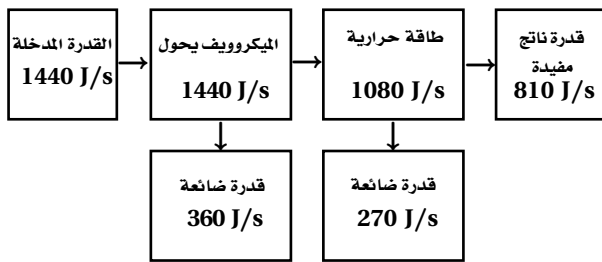 القدرة المدخلة
1440 J/s
الميكروويف يحول
1440 J/s
طاقة حرارية
1080 J/s
قدرة ناتج
مفيدة
810 J/s
قدرة ضائعة
360 J/s
قدرة ضائعة
270 J/s